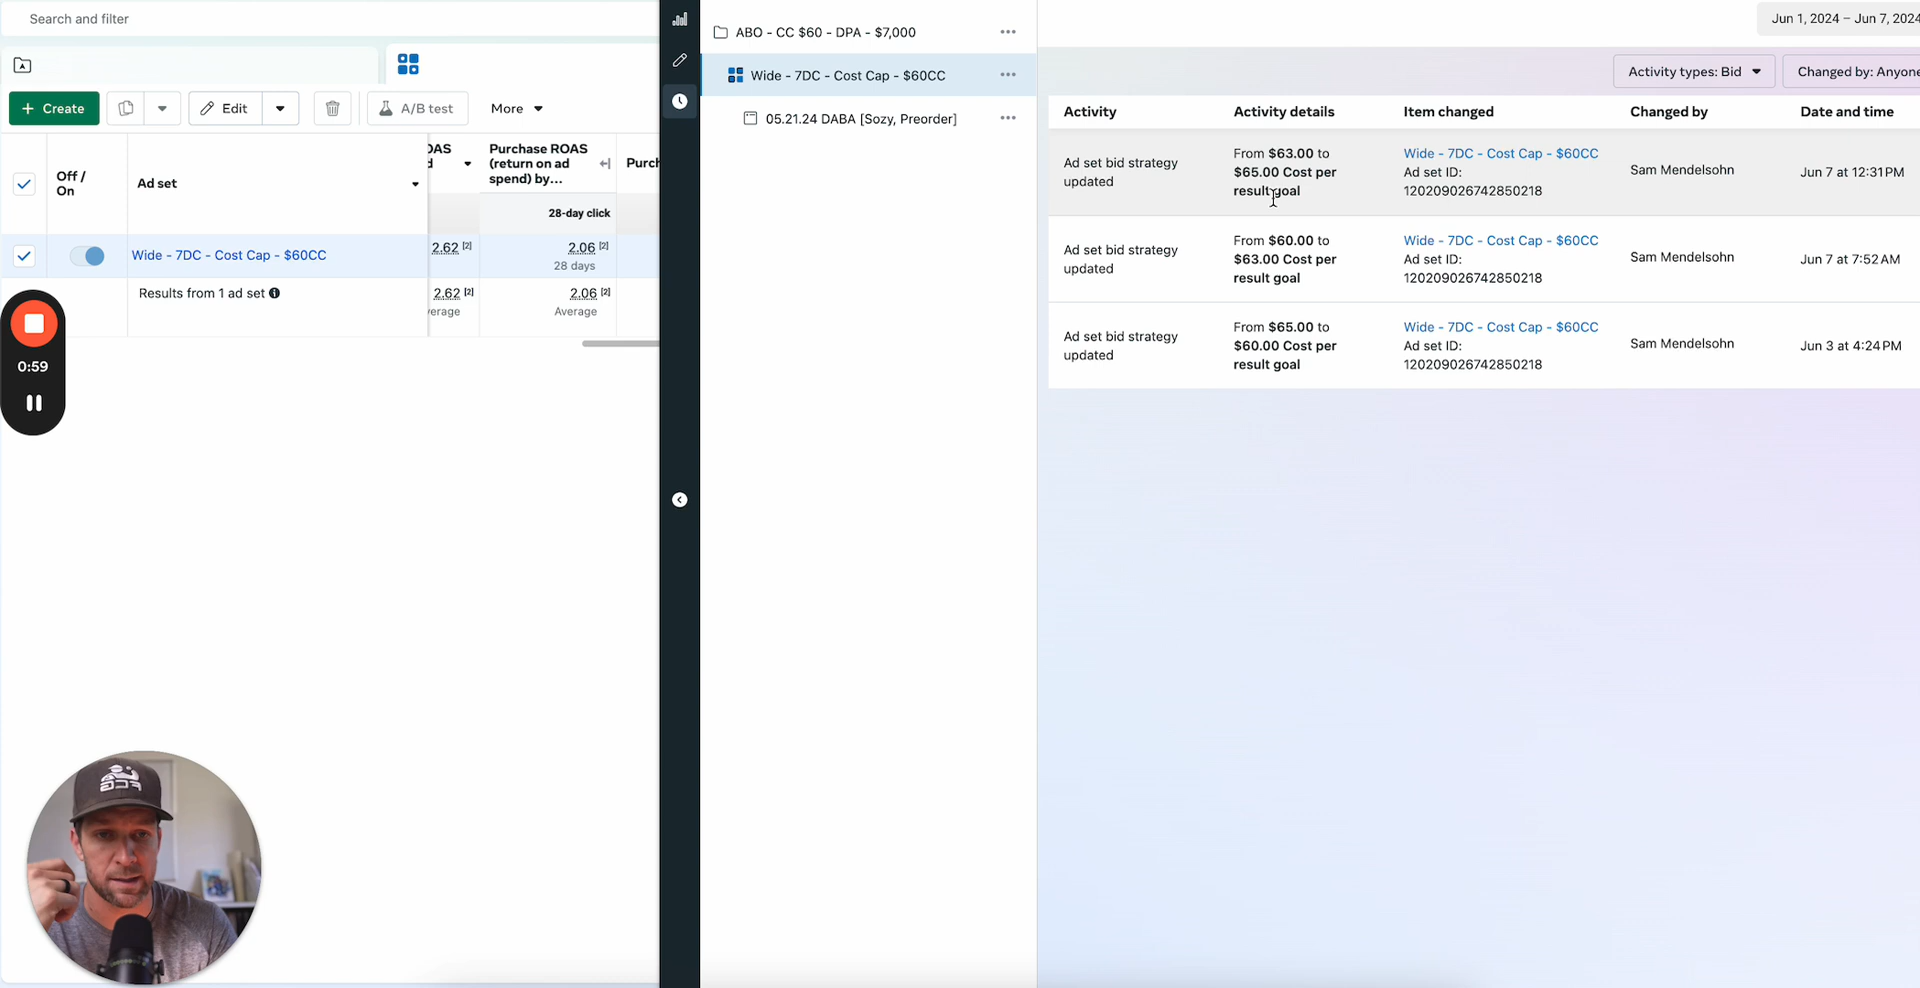 Search and filter
+ Create
Edit
A/B test
More
Off / On
Ad set
OAS
d
Purchase ROAS (return on ad spend) by...
Purch
28-day click
Wide - 7DC - Cost Cap - $60CC
2.62 [2]
2.06 [2]
28 days
Results from 1 ad set
2.62 [2]
verage
2.06 [2]
Average
0:59
ABO - CC $60 - DPA - $7,000
Wide - 7DC - Cost Cap - $60CC
05.21.24 DABA [Sozy, Preorder]
Jun 1, 2024 – Jun 7, 2024
Activity types: Bid
Changed by: Anyone
Activity
Activity details
Item changed
Changed by
Date and time
Ad set bid strategy updated
From $63.00 to $65.00 Cost per result goal
Wide - 7DC - Cost Cap - $60CC
Ad set ID:
120209026742850218
Sam Mendelsohn
Jun 7 at 12:31 PM
Ad set bid strategy updated
From $60.00 to $63.00 Cost per result goal
Wide - 7DC - Cost Cap - $60CC
Ad set ID:
120209026742850218
Sam Mendelsohn
Jun 7 at 7:52 AM
Ad set bid strategy updated
From $65.00 to $60.00 Cost per result goal
Wide - 7DC - Cost Cap - $60CC
Ad set ID:
120209026742850218
Sam Mendelsohn
Jun 3 at 4:24 PM